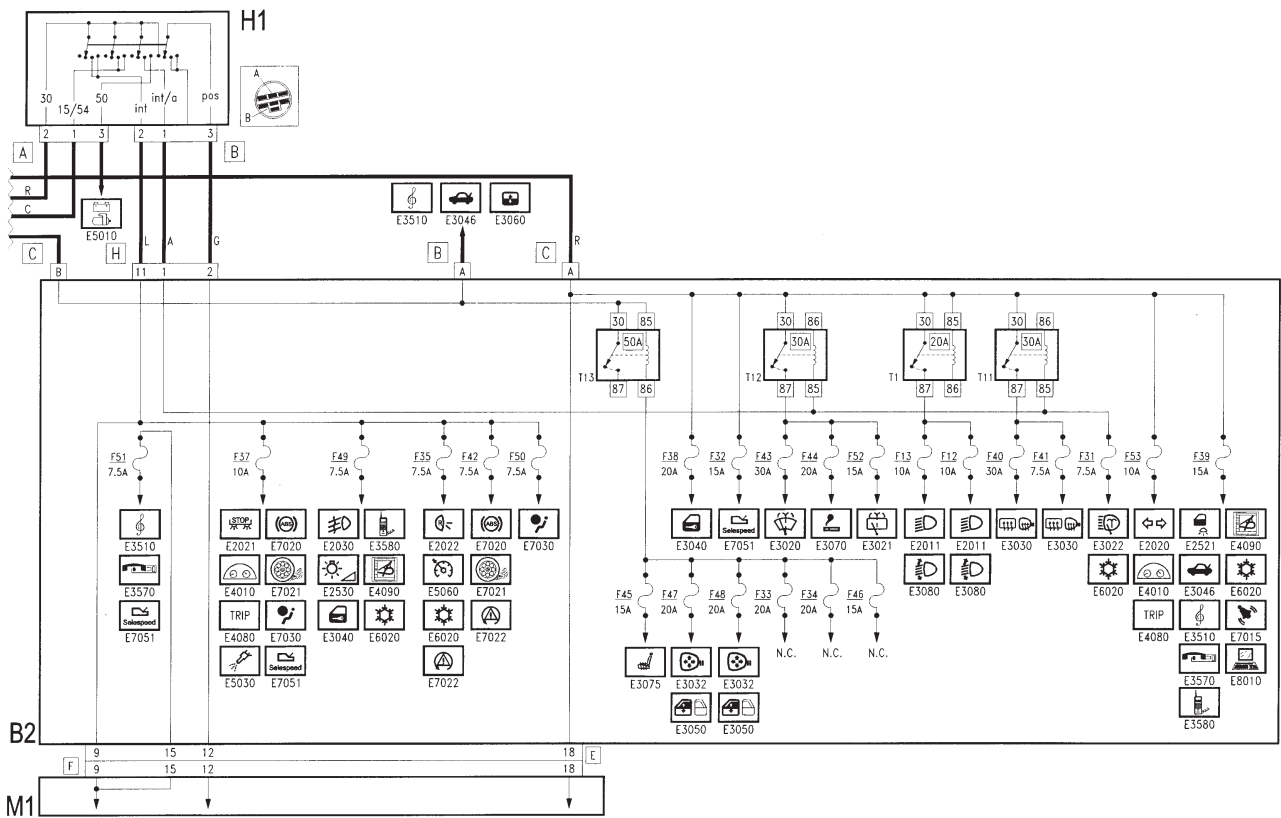 H1
A
B
30
15/54
50
int
int/a
pos
2 1 3 2 1 3
A
B
R
C
E5010
H
L
A
G
E3510 E3046 E3060
C
B
C
R
B
11 1 2
A
A
30 85
50A
T13
87 86
30 86
30A
T12
87 85
30 85
20A
T1
87 86
30 86
30A
T11
87 85
F51
7.5A
F37
10A
F49
7.5A
F35
7.5A
F42
7.5A
F50
7.5A
F38
20A
F32
15A
F43
30A
F44
20A
F52
15A
F13
10A
F12
10A
F40
30A
F41
7.5A
F31
7.5A
F53
10A
F39
15A
STOP
ABS
R
ABS
Selespeed
E3510 E2021 E7020 E2030 E3580 E2022 E7020 E7030 E3040 E7051 E3020 E3070 E3021 E2011 E2011 E3030 E3030 E3022 E2020 E2521 E4090
E3570 E4010 E7021 E2530 E4090 E5060 E7021 E3080 E3080 E6020 E4010 E3046 E6020
F45
15A
F47
20A
F48
20A
F33
20A
F34
20A
F46
15A
Selespeed
TRIP
TRIP
E7051 E4080 E7030 E3040 E6020 E6020 E7022 E4080 E3510 E7015
N.C. N.C. N.C.
Selespeed
E5030 E7051 E7022 E3075 E3032 E3032 E3570 E8010
E3050 E3050 E3580
B2
9 15 12 18
E
F
9 15 12 18
M1